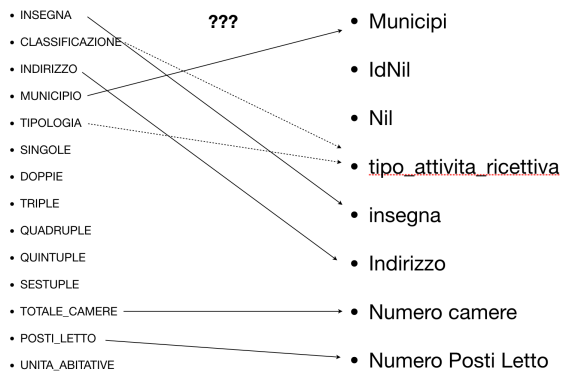 ???
INSEGNA
CLASSIFICAZIONE
INDIRIZZO
MUNICIPIO
TIPOLOGIA
SINGOLE
DOPPIE
TRIPLE
QUADRUPLE
QUINTUPLE
SESTUPLE
TOTALE_CAMERE
POSTI_LETTO
UNITA_ABITATIVE
Municipi
IdNil
Nil
tipo_attivita_ricettiva
insegna
Indirizzo
Numero camere
Numero Posti Letto